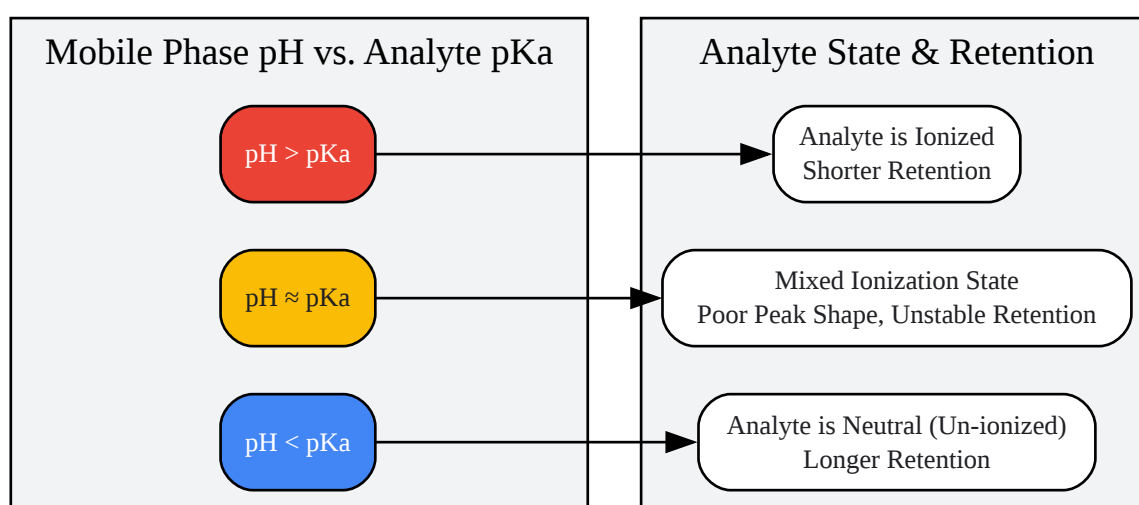 Mobile Phase pH vs. Analyte pKa
Analyte State & Retention
pH > pKa
Analyte is Ionized
Shorter Retention
pH ≈ pKa
Mixed Ionization State
Poor Peak Shape, Unstable Retention
pH < pKa
Analyte is Neutral (Un-ionized)
Longer Retention